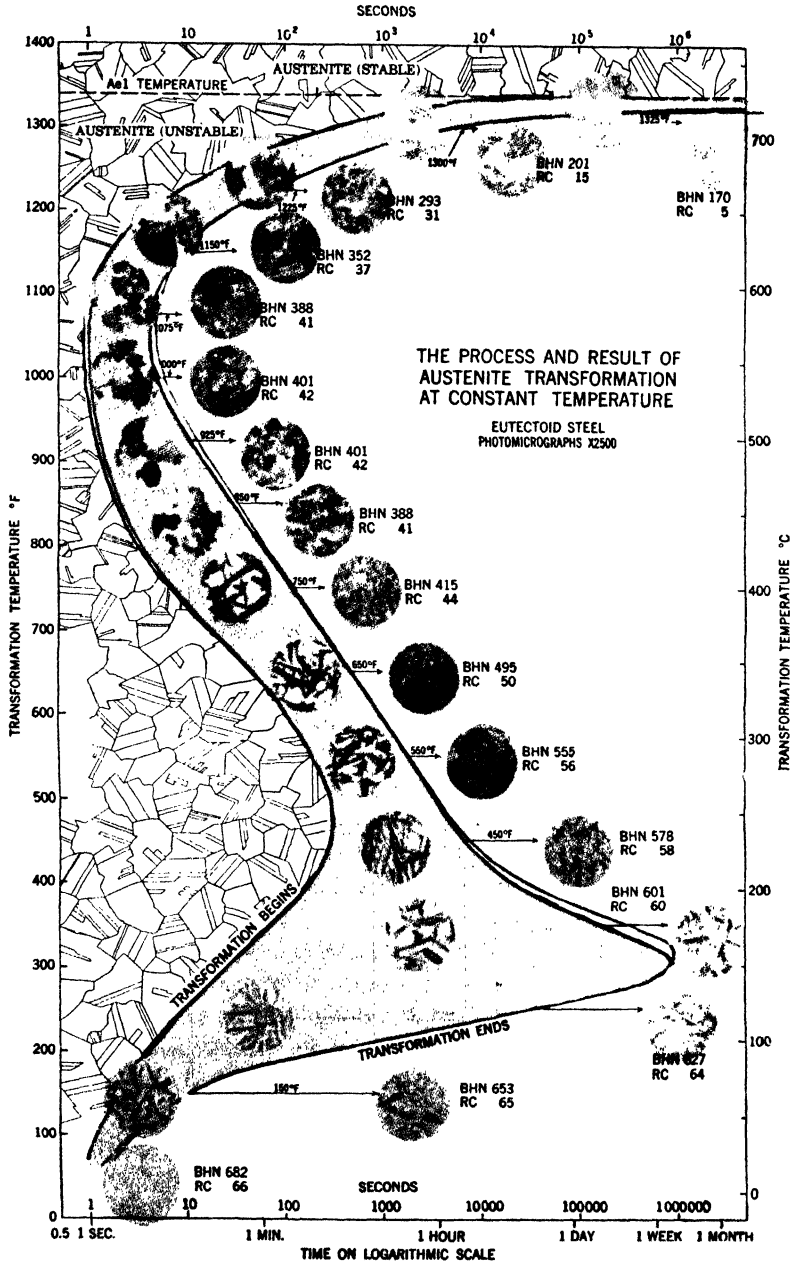 SECONDS
1 10 10² 10³ 10⁴ 10⁵ 10⁶
1400
AUSTENITE (STABLE)
Ae1 TEMPERATURE
1300
AUSTENITE (UNSTABLE)
1325°F
700
1300°F
BHN 201
RC 15
BHN 170
RC 5
1200
1225°F
BHN 293
RC 31
1150°F
BHN 352
RC 37
1100
600
BHN 388
RC 41
1075°F
THE PROCESS AND RESULT OF
AUSTENITE TRANSFORMATION
AT CONSTANT TEMPERATURE
EUTECTOID STEEL
PHOTOMICROGRAPHS X2500
1000
BHN 401
RC 42
925°F
500
BHN 401
RC 42
900
BHN 388
RC 41
800
750°F
BHN 415
RC 44
400
700
650°F
BHN 495
RC 50
600
550°F
BHN 555
RC 56
300
500
450°F
BHN 578
RC 58
400
BHN 601
RC 60
200
300
TRANSFORMATION BEGINS
TRANSFORMATION ENDS
200
100
RC 64
150°F
BHN 653
RC 65
100
BHN 682
RC 66
0
0
SECONDS
1 10 100 1000 10000 100000 1000000
0.5 1 SEC. 1 MIN. 1 HOUR 1 DAY 1 WEEK 1 MONTH
TIME ON LOGARITHMIC SCALE
TRANSFORMATION TEMPERATURE °F
TRANSFORMATION TEMPERATURE °C